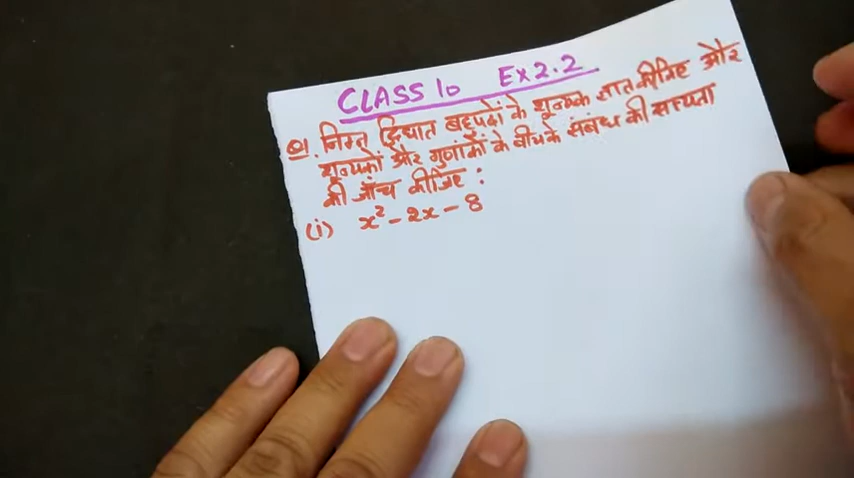 CLASS 10 Ex 2.2
Q1. निम्न द्विघात बहुपदों के शून्यक ज्ञात कीजिए और
शून्यकों और गुणांकों के बीच के संबंध की सत्यता
की जाँच कीजिए :
(i) x² - 2x - 8